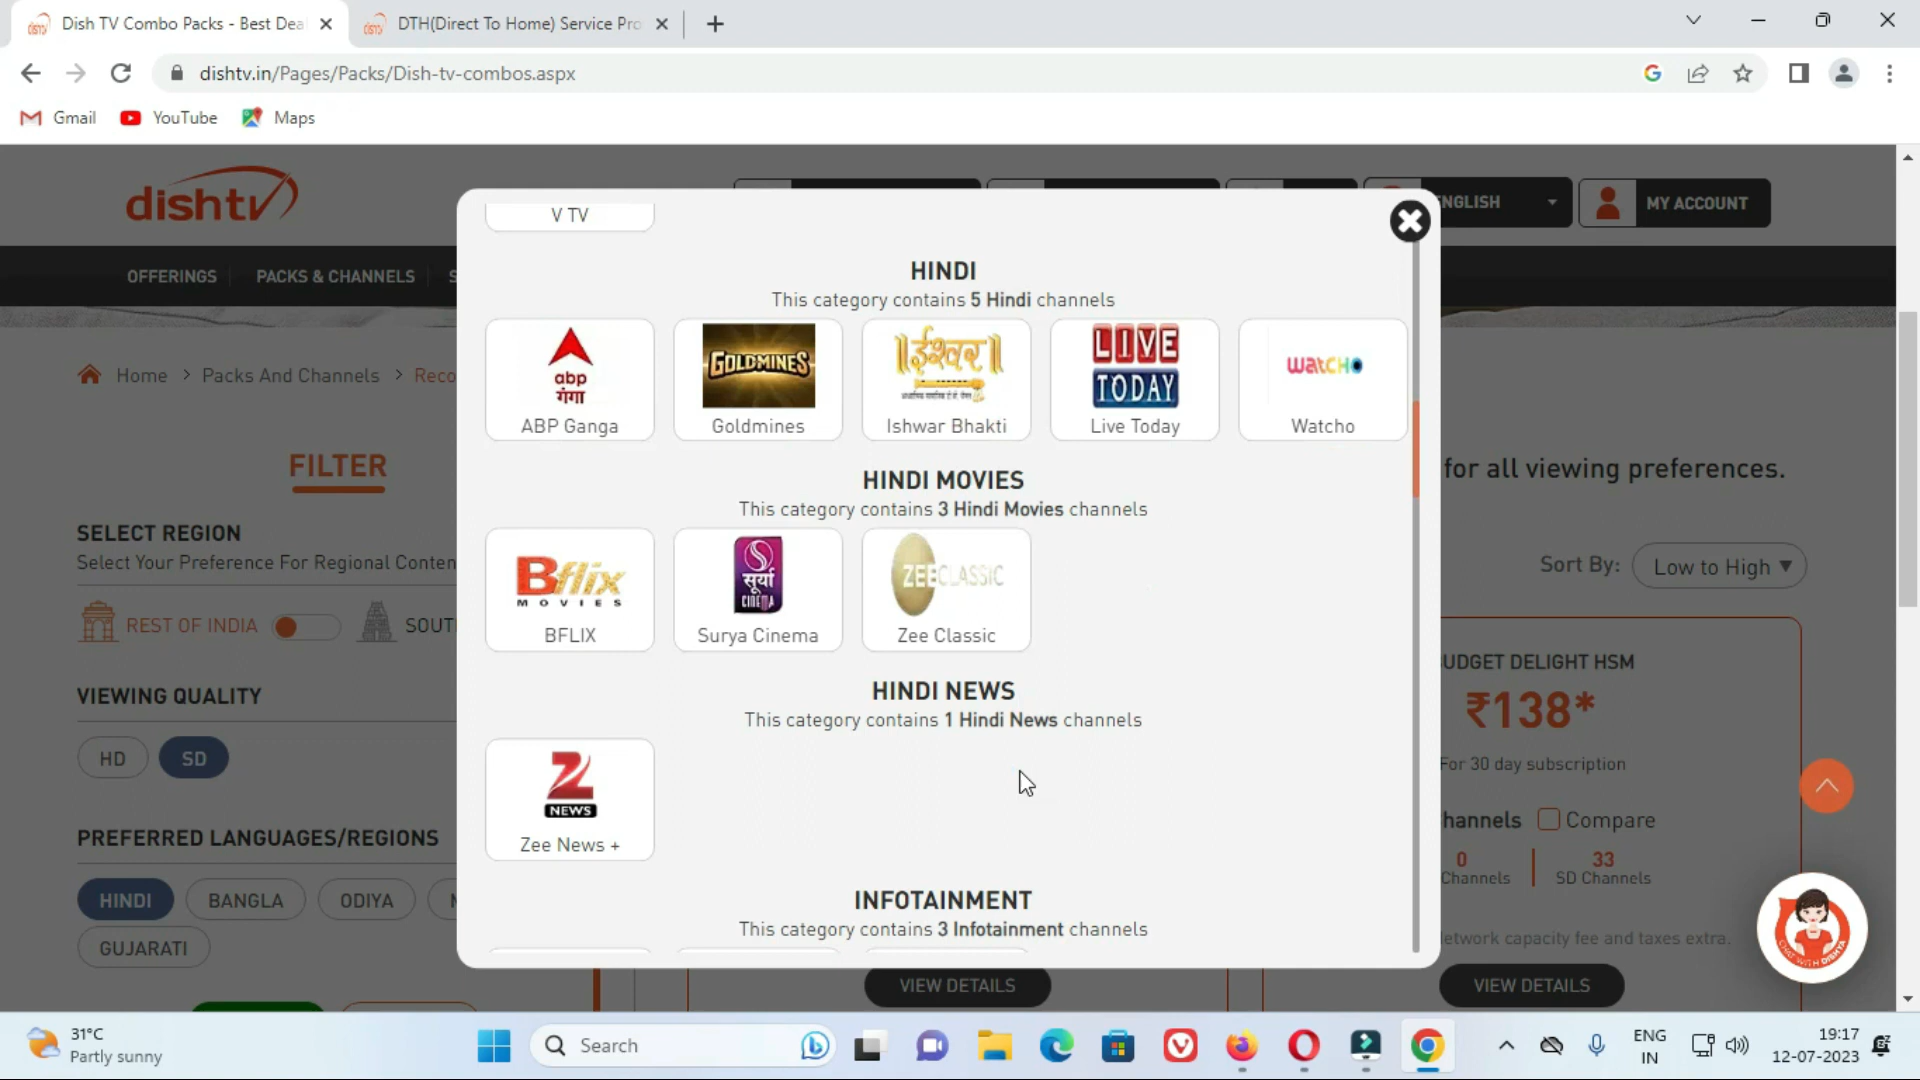 Dish TV Combo Packs - Best Dea
DTH(Direct To Home) Service Pro
dishtv.in/Pages/Packs/Dish-tv-combos.aspx
Gmail
YouTube
Maps
dishtv
NGLISH
MY ACCOUNT
OFFERINGS
PACKS & CHANNELS
S
Home > Packs And Channels > Reco
FILTER
SELECT REGION
Select Your Preference For Regional Conten
REST OF INDIA
SOUT
VIEWING QUALITY
HD
SD
PREFERRED LANGUAGES/REGIONS
HINDI
BANGLA
ODIYA
GUJARATI
V TV
HINDI
This category contains 5 Hindi channels
abp
गंगा
ABP Ganga
GOLDMINES
Goldmines
॥ईश्वर॥
Ishwar Bhakti
LIVE
TODAY
Live Today
WatcHo
Watcho
HINDI MOVIES
This category contains 3 Hindi Movies channels
Bflix
MOVIES
BFLIX
सूर्या
CINEMA
Surya Cinema
ZEECLASSIC
Zee Classic
HINDI NEWS
This category contains 1 Hindi News channels
Z
NEWS
Zee News +
INFOTAINMENT
This category contains 3 Infotainment channels
for all viewing preferences.
Sort By:
Low to High
UDGET DELIGHT HSM
₹138*
For 30 day subscription
hannels
Compare
0
Channels
33
SD Channels
etwork capacity fee and taxes extra.
CHAT WITH DISHYA
VIEW DETAILS
VIEW DETAILS
31°C
Partly sunny
Search
ENG
IN
19:17
12-07-2023